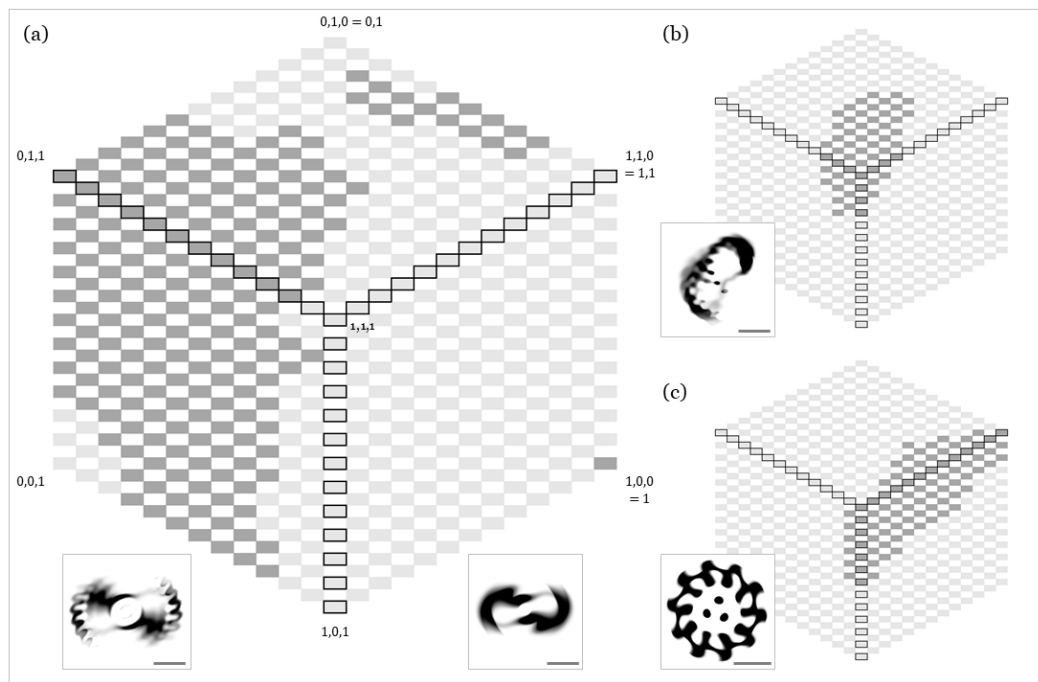 (a)
0,1,0 = 0,1
0,1,1
1,1,0
= 1,1
1,1,1
0,0,1
1,0,0
= 1
1,0,1
(b)
(c)